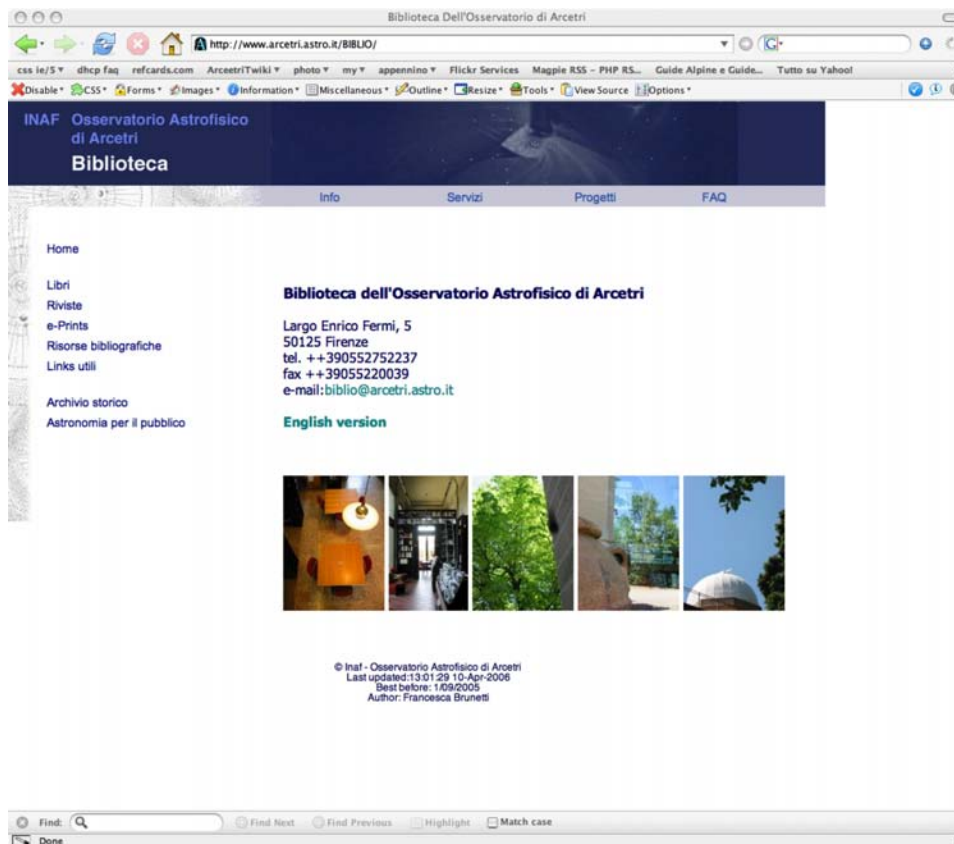 Biblioteca Dell'Osservatorio di Arcetri
http://www.arcetri.astro.it/BIBLIO/
css ie/5 dhcp faq refcards.com ArceetriTwiki photo my appennino Flickr Services Magpie RSS - PHP RS... Guide Alpine e Guide... Tutto su Yahoo!
Disable CSS Forms Images Information Miscellaneous Outline Resize Tools View Source Options
INAF Osservatorio Astrofisico
di Arcetri
Biblioteca
Info Servizi Progetti FAQ
Home
Libri
Riviste
e-Prints
Risorse bibliografiche
Links utili
Archivio storico
Astronomia per il pubblico
Biblioteca dell'Osservatorio Astrofisico di Arcetri
Largo Enrico Fermi, 5
50125 Firenze
tel. ++390552752237
fax ++39055220039
e-mail:biblio@arcetri.astro.it
English version
© Inaf - Osservatorio Astrofisico di Arcetri
Last updated:13:01:29 10-Apr-2006
Best before: 1/09/2005
Author: Francesca Brunetti
Find: Find Next Find Previous Highlight Match case
Done